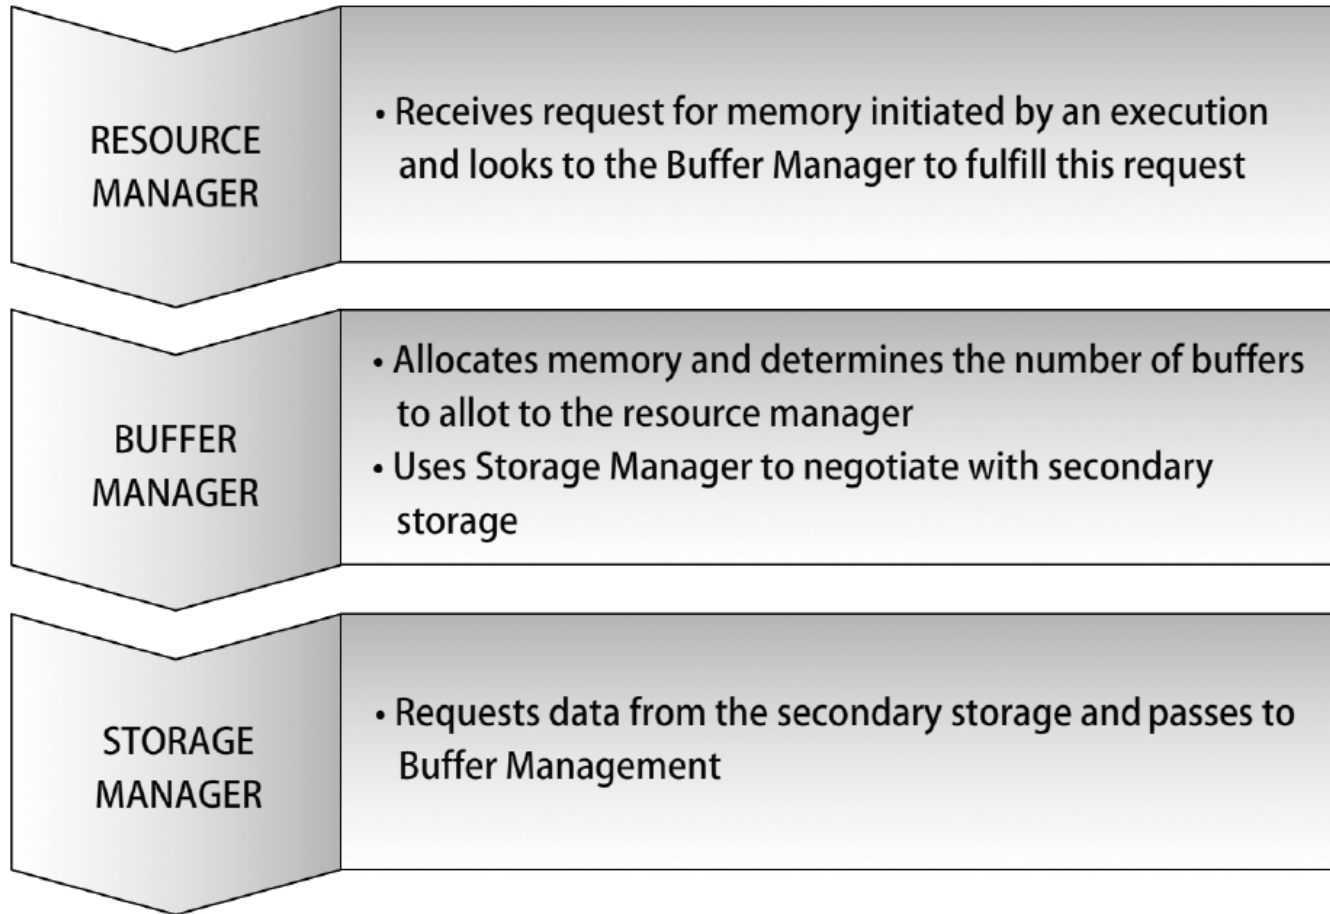 RESOURCE
MANAGER
• Receives request for memory initiated by an execution
and looks to the Buffer Manager to fulfill this request
BUFFER
MANAGER
• Allocates memory and determines the number of buffers
to allot to the resource manager
• Uses Storage Manager to negotiate with secondary
storage
STORAGE
MANAGER
• Requests data from the secondary storage and passes to
Buffer Management